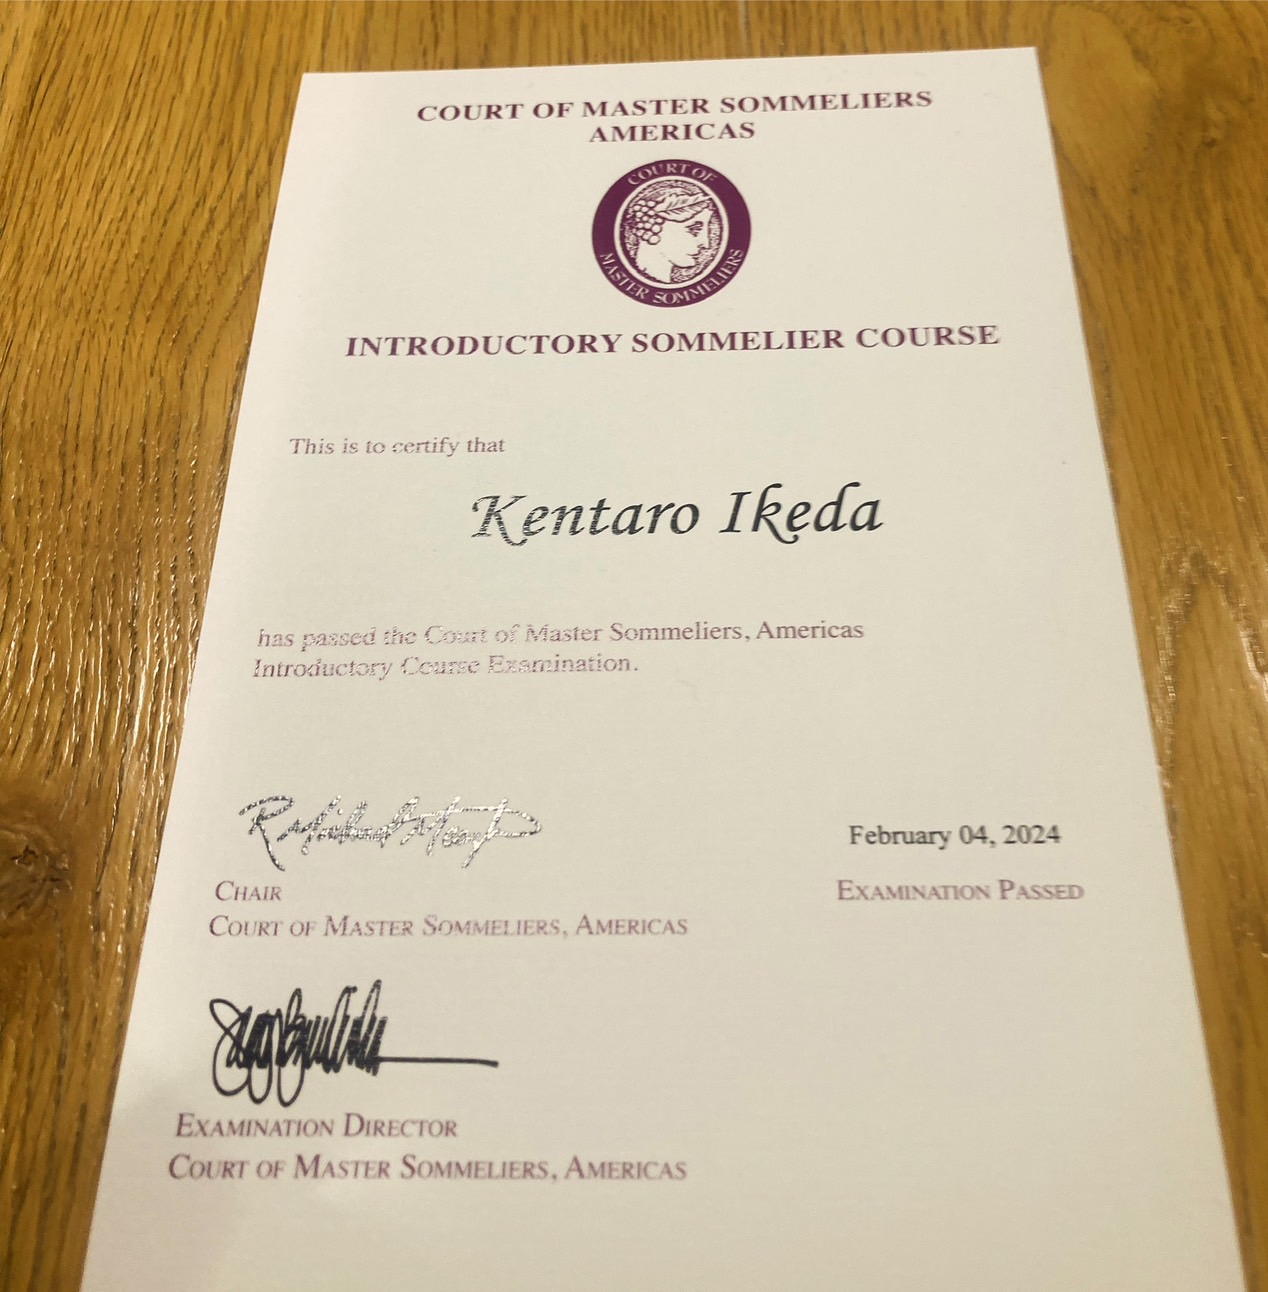 COURT OF MASTER SOMMELIERS
AMERICAS
COURT OF
MASTER SOMMELIERS
INTRODUCTORY SOMMELIER COURSE
This is to certify that
Kentaro Ikeda
has passed the Court of Master Sommeliers, Americas
Introductory Course Examination.
February 04, 2024
CHAIR
EXAMINATION PASSED
COURT OF MASTER SOMMELIERS, AMERICAS
EXAMINATION DIRECTOR
COURT OF MASTER SOMMELIERS, AMERICAS